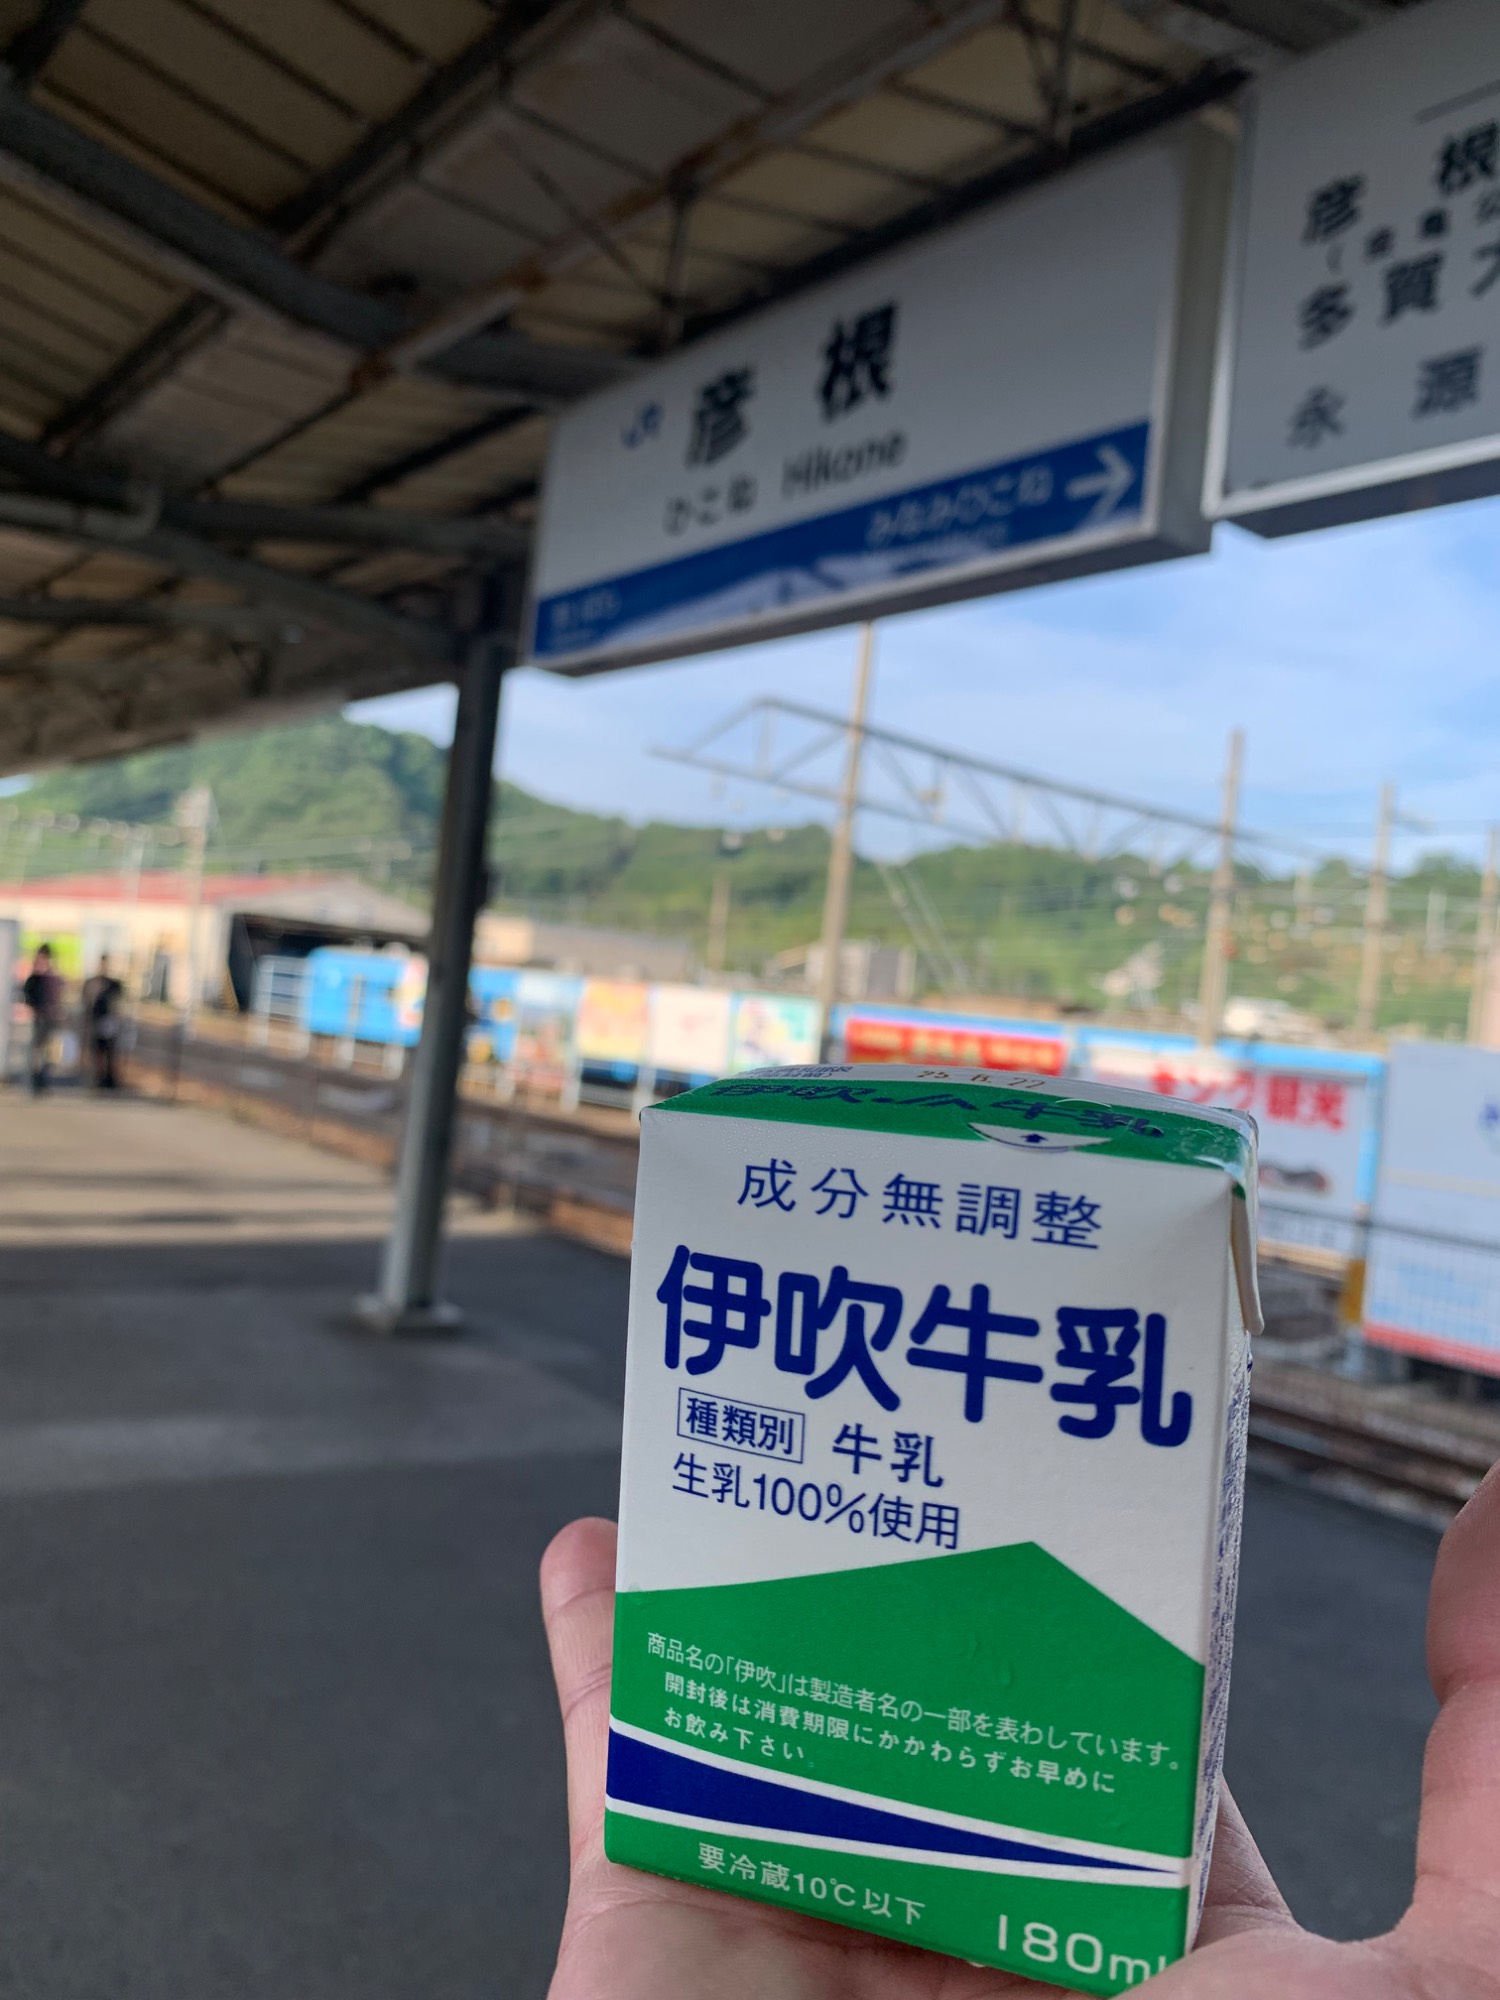 彦根
多賀大
永源
JR
彦根
ひこね Hikone
みなみひこね
伊吹・パス牛乳
成分無調整
伊吹牛乳
種類別 牛乳
生乳100%使用
商品名の「伊吹」は製造者名の一部を表わしています。
開封後は消費期限にかかわらずお早めに
お飲み下さい。
要冷蔵10℃以下
180ml